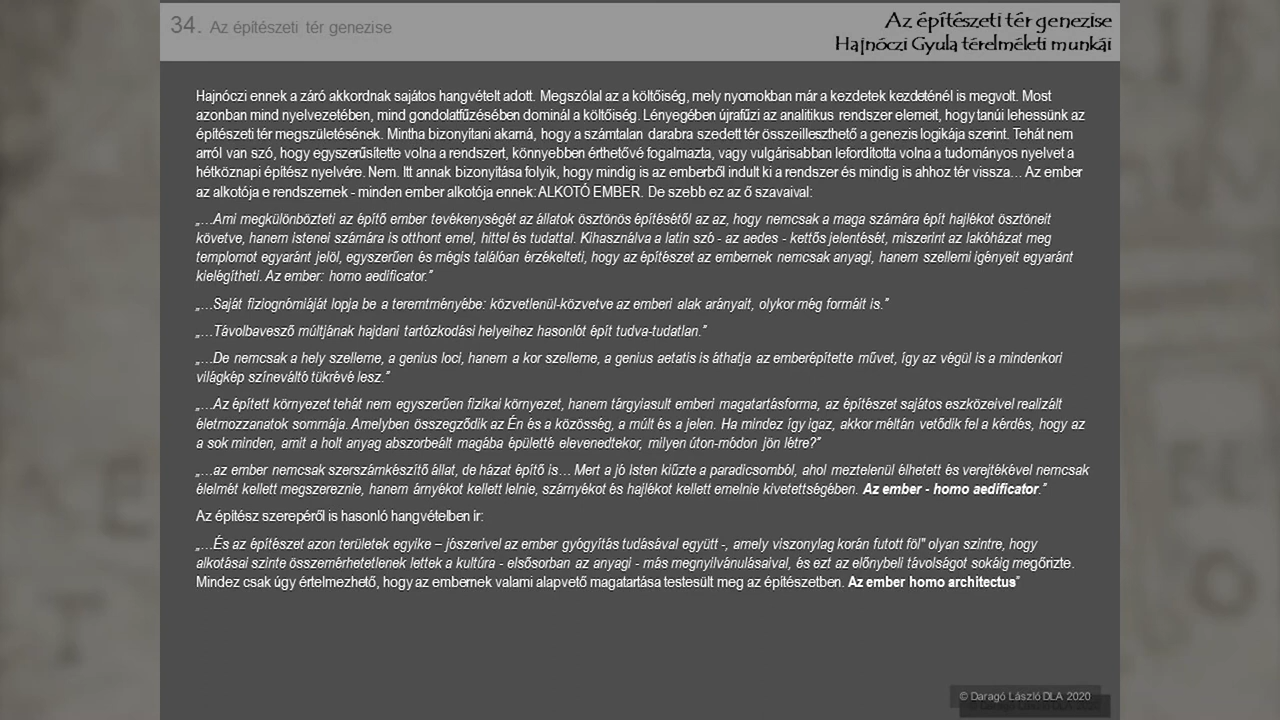 34. Az építészeti tér genezise
Az építészeti tér genezise
Hajnóczi Gyula térelméleti munkái
Hajnóczi ennek a záró akkordnak sajátos hangvételt adott. Megszólal az a költőiség, mely nyomokban már a kezdetek kezdeténél is megvolt. Most
azonban mind nyelvezetében, mind gondolatfűzésében dominál a költőiség. Lényegében újrafűzi az analitikus rendszer elemeit, hogy tanúi lehessünk az
építészeti tér megszületésének. Mintha bizonyítani akarná, hogy a számtalan darabra szedett tér összeilleszthető a genezis logikája szerint. Tehát nem
arról van szó, hogy egyszerűsítette volna a rendszert, könnyebben érthetővé fogalmazta, vagy vulgárisabban lefordította volna a tudományos nyelvet a
hétköznapi építész nyelvére. Nem. Itt annak bizonyítása folyik, hogy mindig is az emberből indult ki a rendszer és mindig is ahhoz tér vissza... Az ember
az alkotója e rendszernek - minden ember alkotója ennek: ALKOTÓ EMBER. De szebb ez az ő szavaival:
„…Ami megkülönbözteti az építő ember tevékenységét az állatok ösztönös építésétől az az, hogy nemcsak a maga számára épít hajlékot ösztöneit
követve, hanem istenei számára is otthont emel, hittel és tudattal. Kihasználva a latin szó - az aedes - kettős jelentését, miszerint az lakóházat meg
templomot egyaránt jelöl, egyszerűen és mégis találóan érzékelteti, hogy az építészet az embernek nemcsak anyagi, hanem szellemi igényeit egyaránt
kielégítheti. Az ember: homo aedificator.”
„…Saját fiziognómiáját lopja be a teremtményébe: közvetlenül-közvetve az emberi alak arányait, olykor még formáit is.”
„…Távolbavesző múltjának hajdani tartózkodási helyeihez hasonlót épít tudva-tudatlan.”
„…De nemcsak a hely szelleme, a genius loci, hanem a kor szelleme, a genius aetatis is áthatja az emberépítette művet, így az végül is a mindenkori
világkép színeváltó tükrévé lesz.”
„…Az épített környezet tehát nem egyszerűen fizikai környezet, hanem tárgyiasult emberi magatartásforma, az építészet sajátos eszközeivel realizált
életmozzanatok sommája. Amelyben összegződik az Én és a közösség, a múlt és a jelen. Ha mindez így igaz, akkor méltán vetődik fel a kérdés, hogy az
a sok minden, amit a holt anyag abszorbeált magába épületté elevenedtekor, milyen úton-módon jön létre?”
„…az ember nemcsak szerszámkészítő állat, de házat építő is… Mert a jó Isten kiűzte a paradicsomból, ahol meztelenül élhetett és verejtékével nemcsak
élelmét kellett megszereznie, hanem árnyékot kellett lelnie, szárnyékot és hajlékot kellett emelnie kivetettségében. Az ember - homo aedificator.”
Az építész szerepéről is hasonló hangvételben ír:
„…És az építészet azon területek egyike – jószerivel az ember gyógyítás tudásával együtt -, amely viszonylag korán futott föl" olyan szintre, hogy
alkotásai szinte összemérhetetlenek lettek a kultúra - elsősorban az anyagi - más megnyilvánulásaival, és ezt az előnybeli távolságot sokáig megőrizte.
Mindez csak úgy értelmezhető, hogy az embernek valami alapvető magatartása testesült meg az építészetben. Az ember homo architectus”
© Daragó László DLA 2020